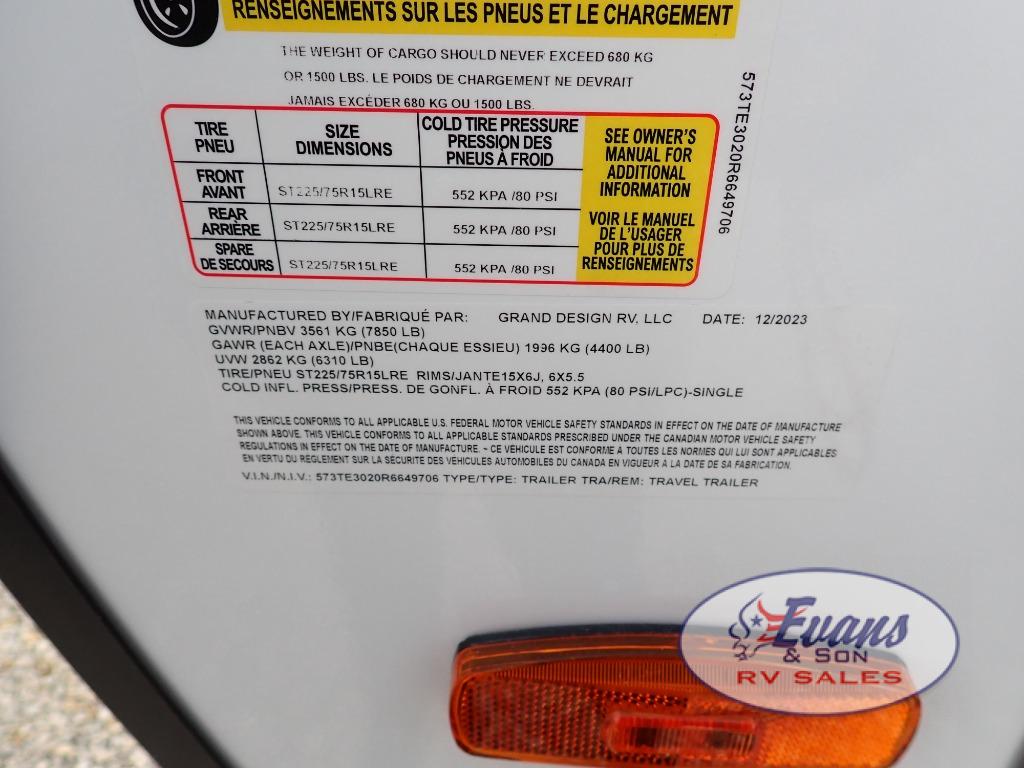 RENSEIGNEMENTS SUR LES PNEUS ET LE CHARGEMENT
THE WEIGHT OF CARGO SHOULD NEVER EXCEED 680 KG
OR 1500 LBS. LE POIDS DE CHARGEMENT NE DEVRAIT
JAMAIS EXCÉDER 680 KG OU 1500 LBS.
TIRE
PNEU
SIZE
DIMENSIONS
COLD TIRE PRESSURE
PRESSION DES
PNEUS À FROID
FRONT
AVANT
ST225/75R15LRE
552 KPA /80 PSI
REAR
ARRIÈRE
ST225/75R15LRE
552 KPA /80 PSI
SPARE
DE SECOURS
ST225/75R15LRE
552 KPA /80 PSI
SEE OWNER'S
MANUAL FOR
ADDITIONAL
INFORMATION
VOIR LE MANUEL
DE L'USAGER
POUR PLUS DE
RENSEIGNEMENTS
573TE3020R6649706
MANUFACTURED BY/FABRIQUÉ PAR: GRAND DESIGN RV, LLC DATE: 12/2023
GVWR/PNBV 3561 KG (7850 LB)
GAWR (EACH AXLE)/PNBE(CHAQUE ESSIEU) 1996 KG (4400 LB)
UVW 2862 KG (6310 LB)
TIRE/PNEU ST225/75R15LRE RIMS/JANTE15X6J, 6X5.5
COLD INFL. PRESS/PRESS. DE GONFL. À FROID 552 KPA (80 PSI/LPC)-SINGLE
THIS VEHICLE CONFORMS TO ALL APPLICABLE U.S. FEDERAL MOTOR VEHICLE SAFETY STANDARDS IN EFFECT ON THE DATE OF MANUFACTURE
SHOWN ABOVE. THIS VEHICLE CONFORMS TO ALL APPLICABLE STANDARDS PRESCRIBED UNDER THE CANADIAN MOTOR VEHICLE SAFETY
REGULATIONS IN EFFECT ON THE DATE OF MANUFACTURE. ~ CE VEHICULE EST CONFORME A TOUTES LES NORMES QUI LUI SONT APPLICABLES
EN VERTU DU REGLEMENT SUR LA SÉCURITE DES VEHICULES AUTOMOBILES DU CANADA EN VIGUEUR A LA DATE DE SA FABRICATION.
V.I.N./N.I.V.: 573TE3020R6649706 TYPE/TYPE: TRAILER TRA/REM: TRAVEL TRAILER
Evans
& SON
RV SALES